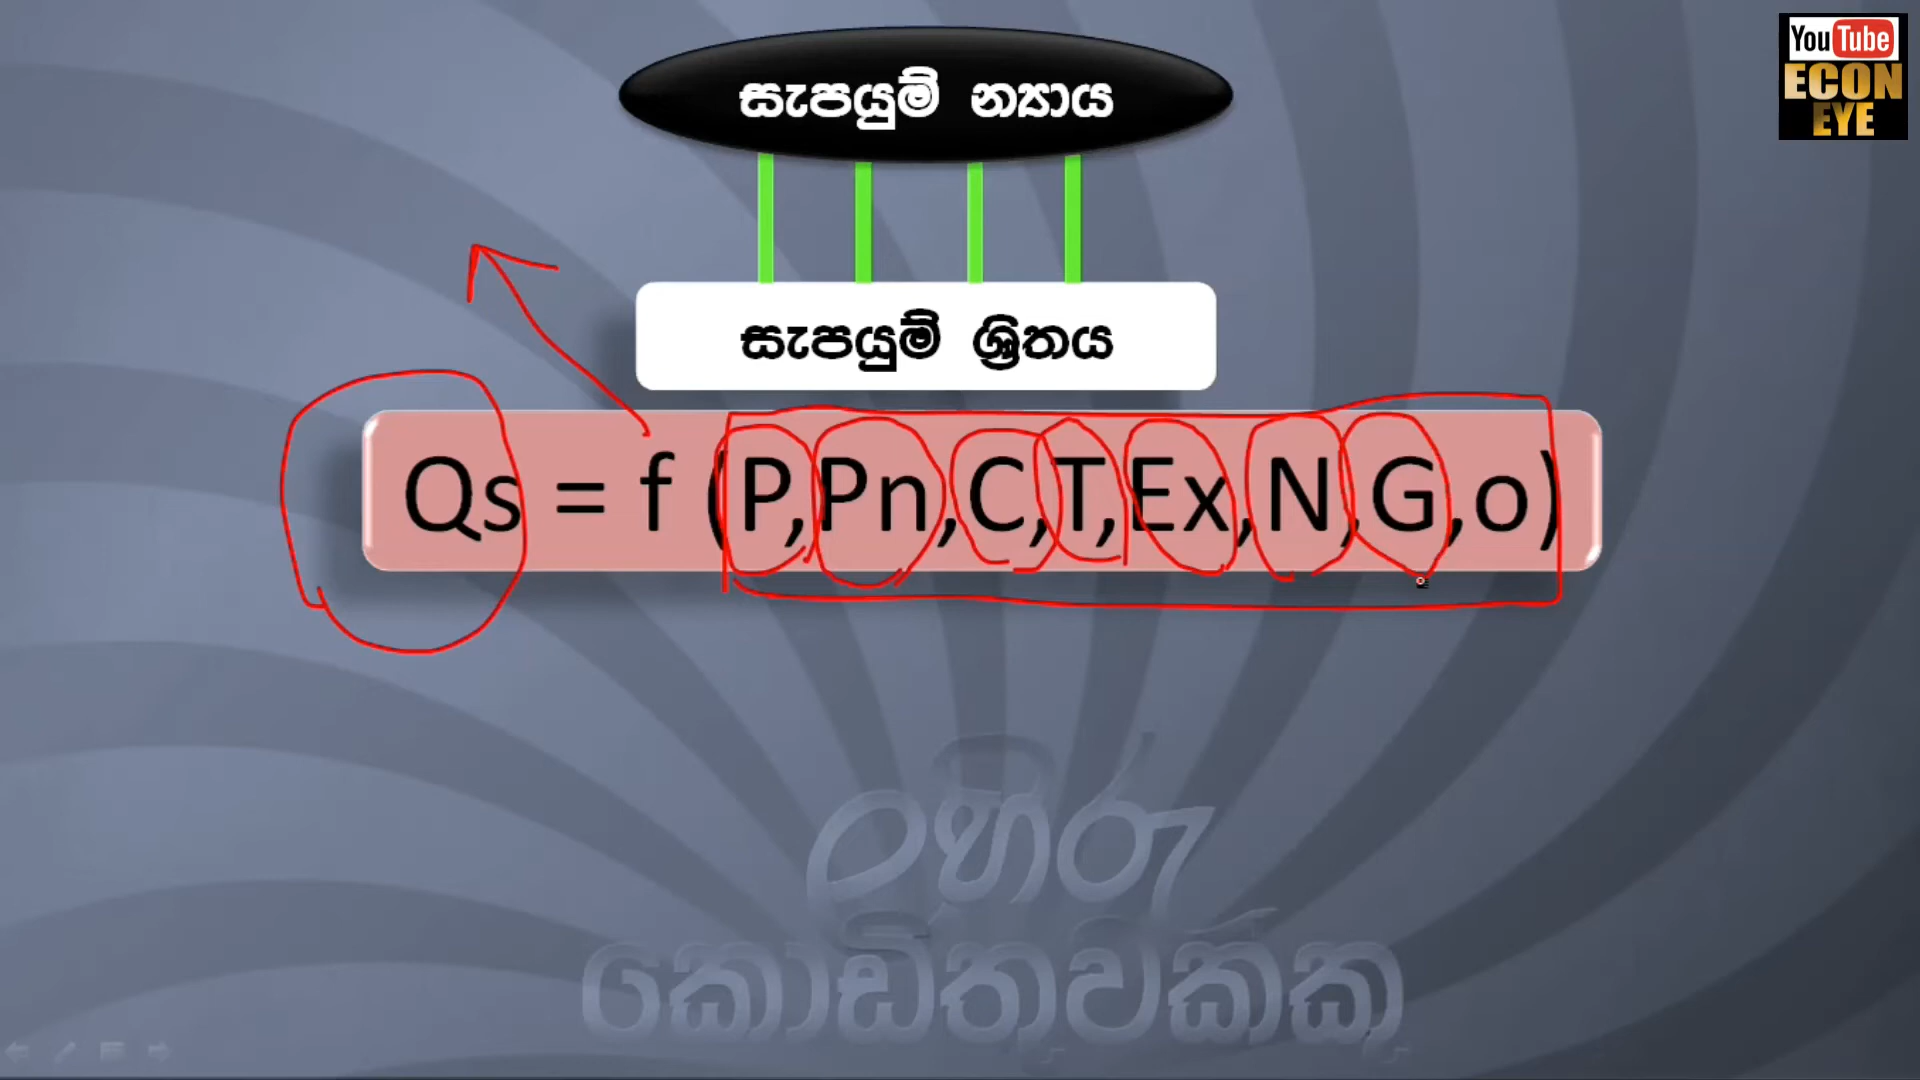 සැපයුම් න්‍යාය
YouTube
ECON
EYE
සැපයුම් ශ්‍රිතය
Qs = f (P,Pn,C,T,Ex,N,G,o)